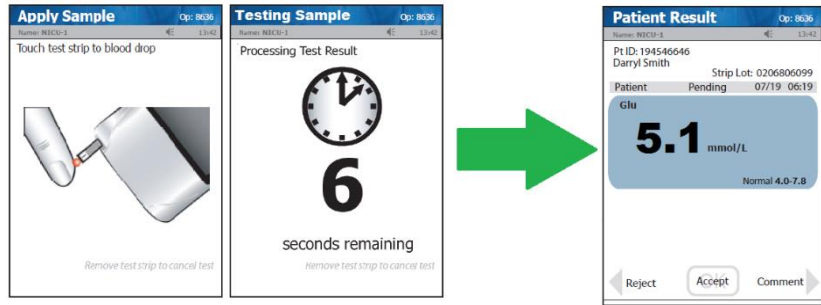 Apply Sample Op: 8636
Name: NICU-1 13:42
Touch test strip to blood drop
Remove test strip to cancel test
Testing Sample Op: 8636
Name: NICU-1 13:42
Processing Test Result
6
seconds remaining
Remove test strip to cancel test
Patient Result Op: 8636
Name: NICU-1 13:42
Pt ID: 194546646
Darryl Smith
Strip Lot: 0206806099
Patient Pending 07/19 06:19
Glu
5.1 mmol/L
Normal 4.0-7.8
Reject Accept Comment